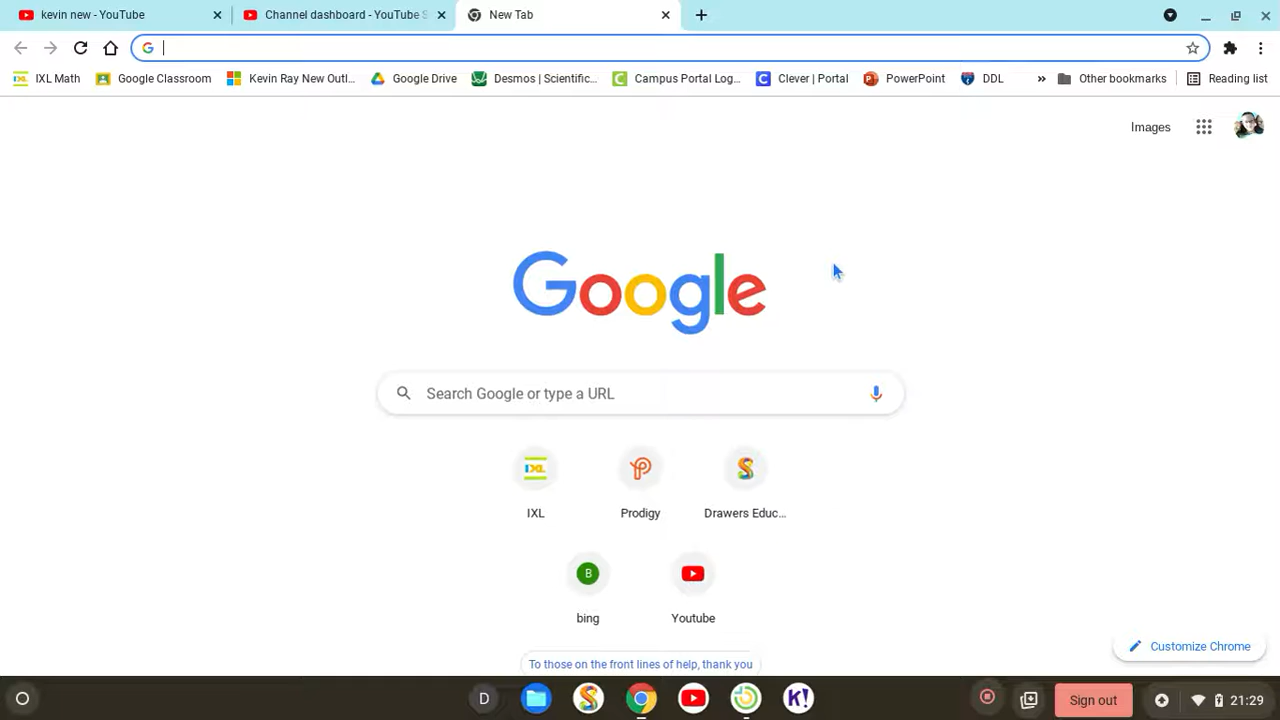 kevin new - YouTube
Channel dashboard - YouTube S
New Tab
IXL Math
Google Classroom
Kevin Ray New Outl...
Google Drive
Desmos | Scientific...
Campus Portal Log...
Clever | Portal
PowerPoint
DDL
»
Other bookmarks
Reading list
Images
Google
Search Google or type a URL
IXL
IXL
Prodigy
Drawers Educ...
B
bing
Youtube
To those on the front lines of help, thank you
Customize Chrome
D
K!
Sign out
21:29